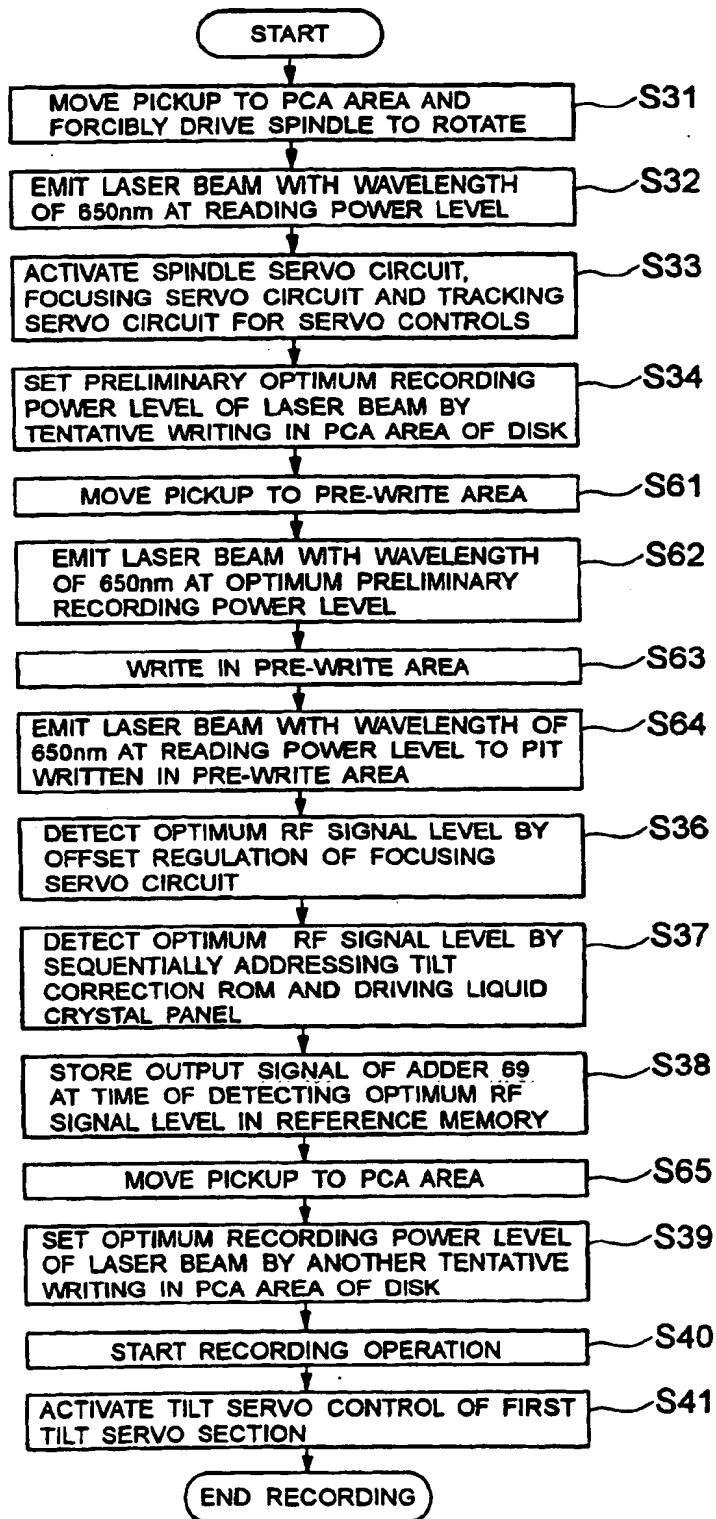 START
MOVE PICKUP TO PCA AREA AND
FORCIBLY DRIVE SPINDLE TO ROTATE
S31
EMIT LASER BEAM WITH WAVELENGTH
OF 650nm AT READING POWER LEVEL
S32
ACTIVATE SPINDLE SERVO CIRCUIT,
FOCUSING SERVO CIRCUIT AND TRACKING
SERVO CIRCUIT FOR SERVO CONTROLS
S33
SET PRELIMINARY OPTIMUM RECORDING
POWER LEVEL OF LASER BEAM BY
TENTATIVE WRITING IN PCA AREA OF DISK
S34
MOVE PICKUP TO PRE-WRITE AREA
S61
EMIT LASER BEAM WITH WAVELENGTH
OF 650nm AT OPTIMUM PRELIMINARY
RECORDING POWER LEVEL
S62
WRITE IN PRE-WRITE AREA
S63
EMIT LASER BEAM WITH WAVELENGTH OF
650nm AT READING POWER LEVEL TO PIT
WRITTEN IN PRE-WRITE AREA
S64
DETECT OPTIMUM RF SIGNAL LEVEL BY
OFFSET REGULATION OF FOCUSING
SERVO CIRCUIT
S36
DETECT OPTIMUM RF SIGNAL LEVEL BY
SEQUENTIALLY ADDRESSING TILT
CORRECTION ROM AND DRIVING LIQUID
CRYSTAL PANEL
S37
STORE OUTPUT SIGNAL OF ADDER 69
AT TIME OF DETECTING OPTIMUM RF
SIGNAL LEVEL IN REFERENCE MEMORY
S38
MOVE PICKUP TO PCA AREA
S65
SET OPTIMUM RECORDING POWER LEVEL
OF LASER BEAM BY ANOTHER TENTATIVE
WRITING IN PCA AREA OF DISK
S39
START RECORDING OPERATION
S40
ACTIVATE TILT SERVO CONTROL OF FIRST
TILT SERVO SECTION
S41
END RECORDING